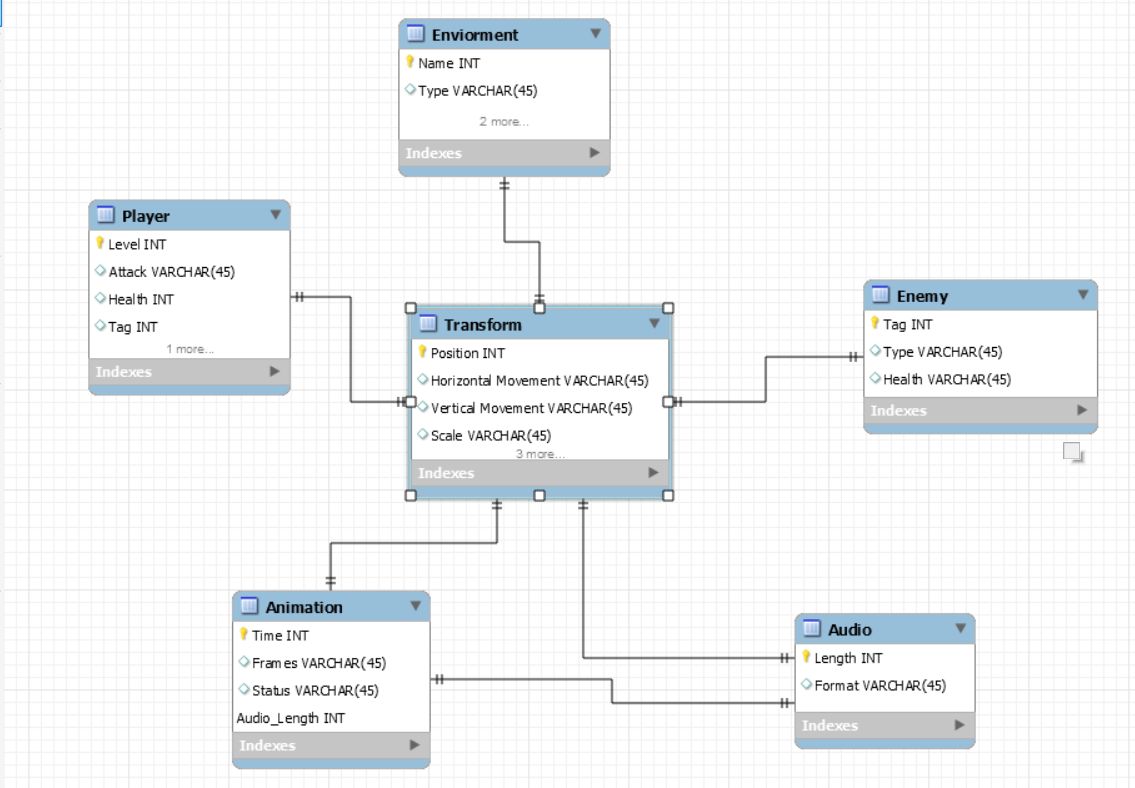 Enviorment
Name INT
Type VARCHAR(45)
2 more...
Indexes
Player
Level INT
Attack VARCHAR(45)
Health INT
Tag INT
1 more...
Indexes
Transform
Position INT
Horizontal Movement VARCHAR(45)
Vertical Movement VARCHAR(45)
Scale VARCHAR(45)
3 more...
Indexes
Enemy
Tag INT
Type VARCHAR(45)
Health VARCHAR(45)
Indexes
Animation
Time INT
Frames VARCHAR(45)
Status VARCHAR(45)
Audio_Length INT
Indexes
Audio
Length INT
Format VARCHAR(45)
Indexes